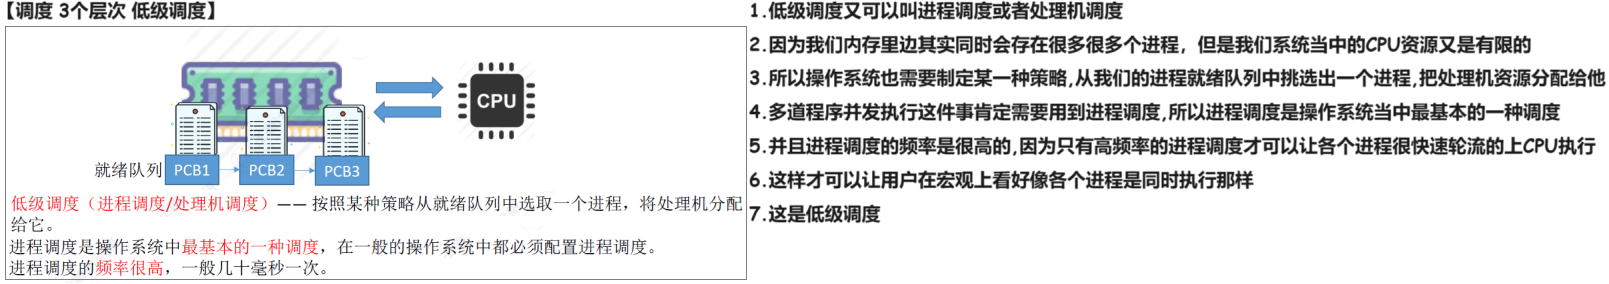 【调度 3个层次 低级调度】
CPU
就绪队列 PCB1 PCB2 PCB3
低级调度（进程调度/处理机调度）—— 按照某种策略从就绪队列中选取一个进程，将处理机分配
给它。
进程调度是操作系统中最基本的一种调度，在一般的操作系统中都必须配置进程调度。
进程调度的频率很高，一般几十毫秒一次。
1.低级调度又可以叫进程调度或者处理机调度
2.因为我们内存里边其实同时会存在很多很多个进程，但是我们系统当中的CPU资源又是有限的
3.所以操作系统也需要制定某一种策略,从我们的进程就绪队列中挑选出一个进程,把处理机资源分配给他
4.多道程序并发执行这件事肯定需要用到进程调度,所以进程调度是操作系统当中最基本的一种调度
5.并且进程调度的频率是很高的,因为只有高频率的进程调度才可以让各个进程很快速轮流的上CPU执行
6.这样才可以让用户在宏观上看好像各个进程是同时执行那样
7.这是低级调度